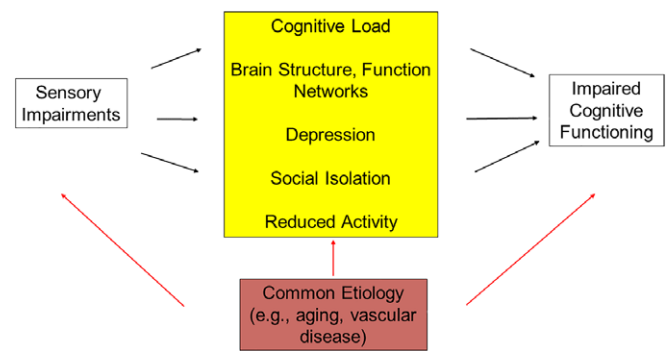 Sensory
Impairments
Cognitive Load
Brain Structure, Function
Networks
Depression
Social Isolation
Reduced Activity
Impaired
Cognitive
Functioning
Common Etiology
(e.g., aging, vascular
disease)